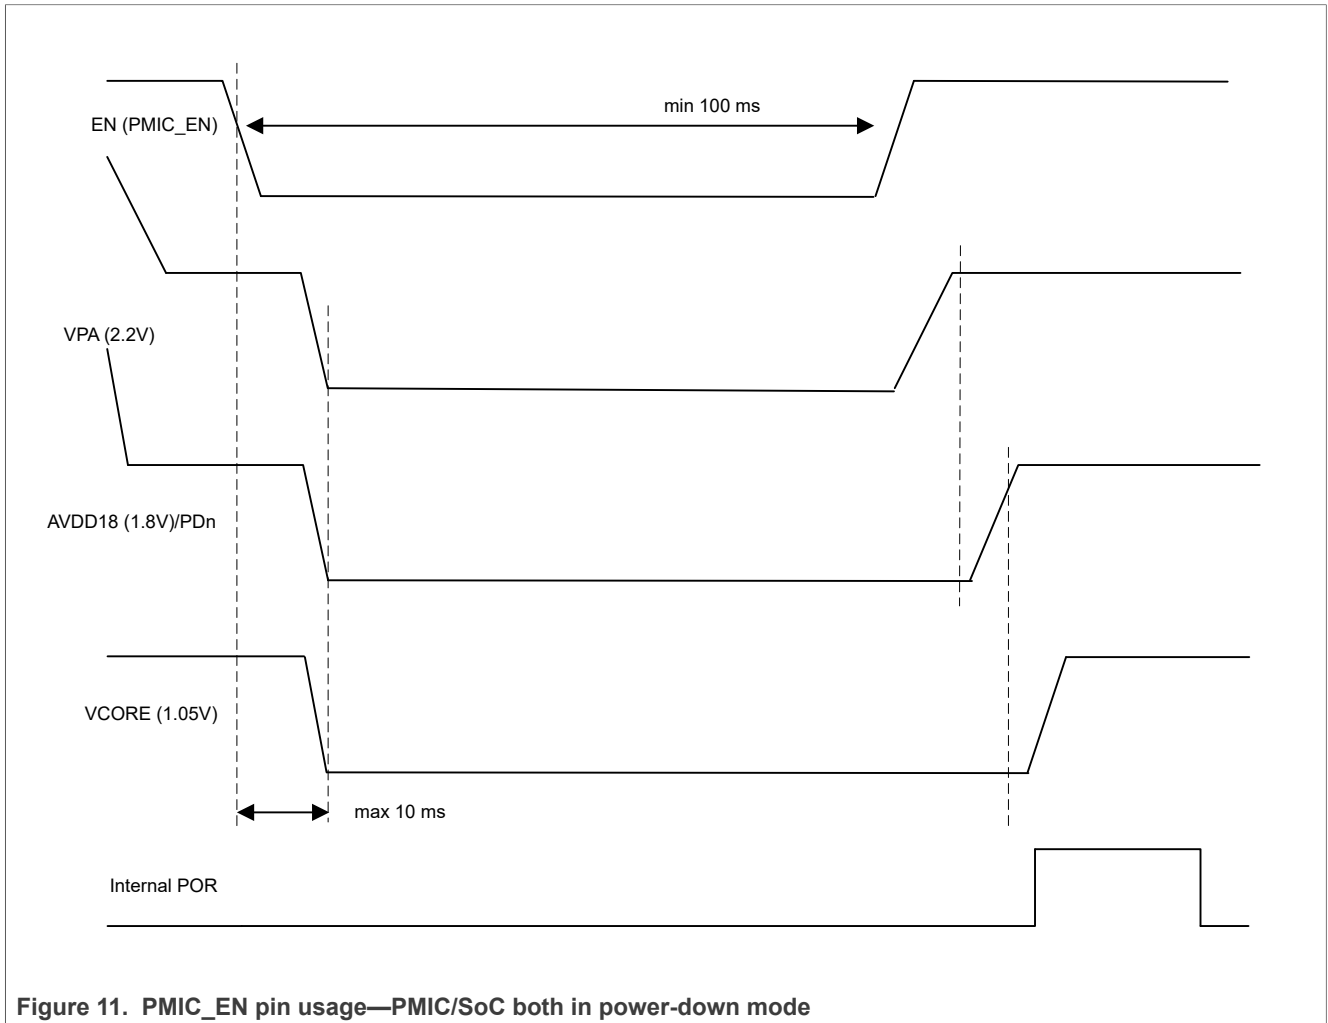 min 100 ms
EN (PMIC_EN)
VPA (2.2V)
AVDD18 (1.8V)/PDn
VCORE (1.05V)
max 10 ms
Internal POR
Figure 11. PMIC_EN pin usage—PMIC/SoC both in power-down mode